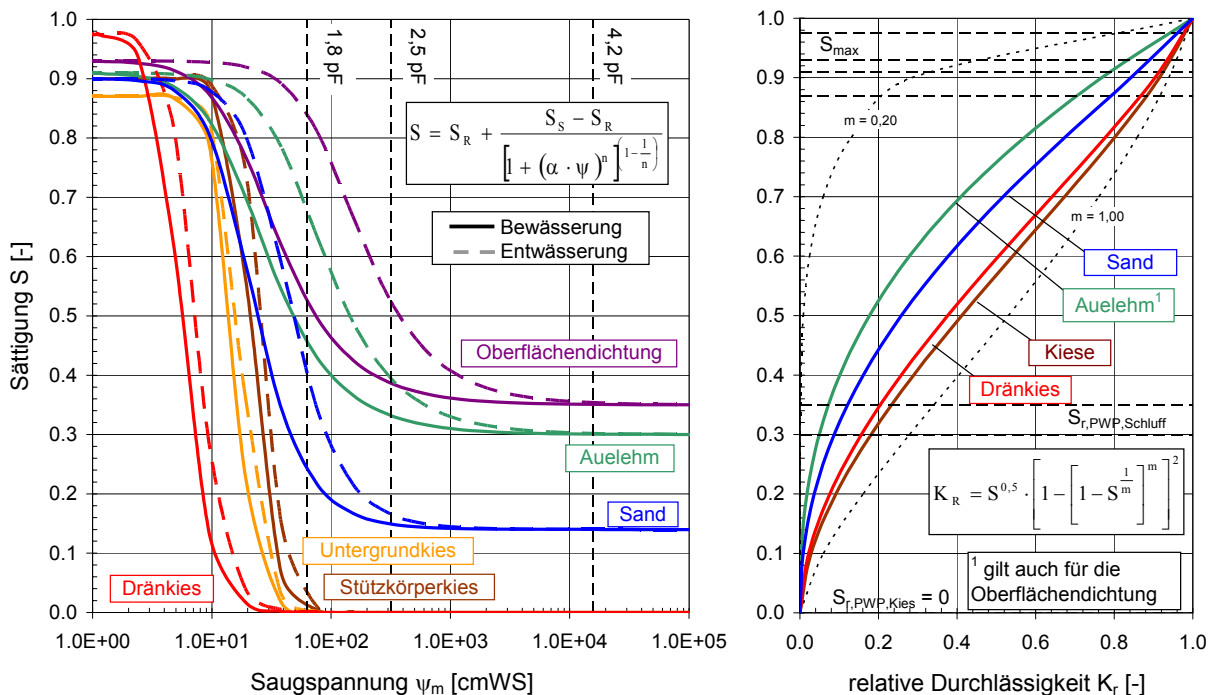 Sättigung S [-]
1.0
0.9
0.8
0.7
0.6
0.5
0.4
0.3
0.2
0.1
0.0
1,8 pF
2,5 pF
4,2 pF
S = S_R + (S_S − S_R) / [1 + (α · ψ)^n]^(1 − 1/n)
Bewässerung
Entwässerung
Oberflächendichtung
Auelehm
Sand
Untergrundkies
Dränkies
Stützkörperkies
1.0E+00
1.0E+01
1.0E+02
1.0E+03
1.0E+04
1.0E+05
Saugspannung ψm [cmWS]
1.0
0.9
0.8
0.7
0.6
0.5
0.4
0.3
0.2
0.1
0.0
Smax
m = 0,20
m = 1,00
Sand
Auelehm¹
Kiese
Dränkies
Sr,PWP,Schluff
K_R = S^0,5 · [1 − [1 − S^(1/m)]^m]^2
¹ gilt auch für die
Oberflächendichtung
Sr,PWP,Kies = 0
0.0
0.2
0.4
0.6
0.8
1.0
relative Durchlässigkeit Kr [-]